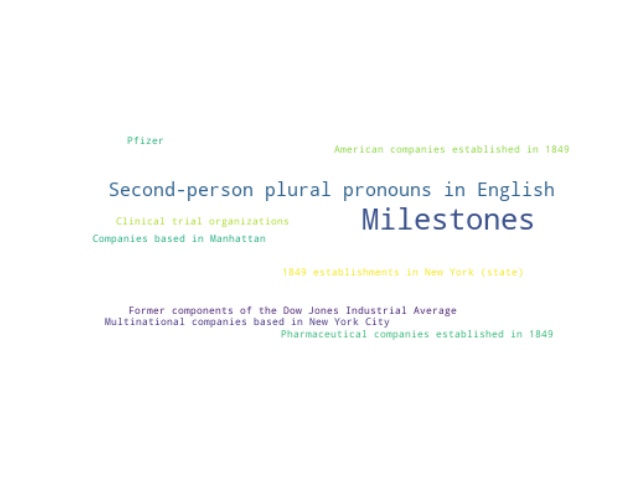 Pfizer
American companies established in 1849
Second-person plural pronouns in English
Milestones
Clinical trial organizations
Companies based in Manhattan
1849 establishments in New York (state)
Former components of the Dow Jones Industrial Average
Multinational companies based in New York City
Pharmaceutical companies established in 1849